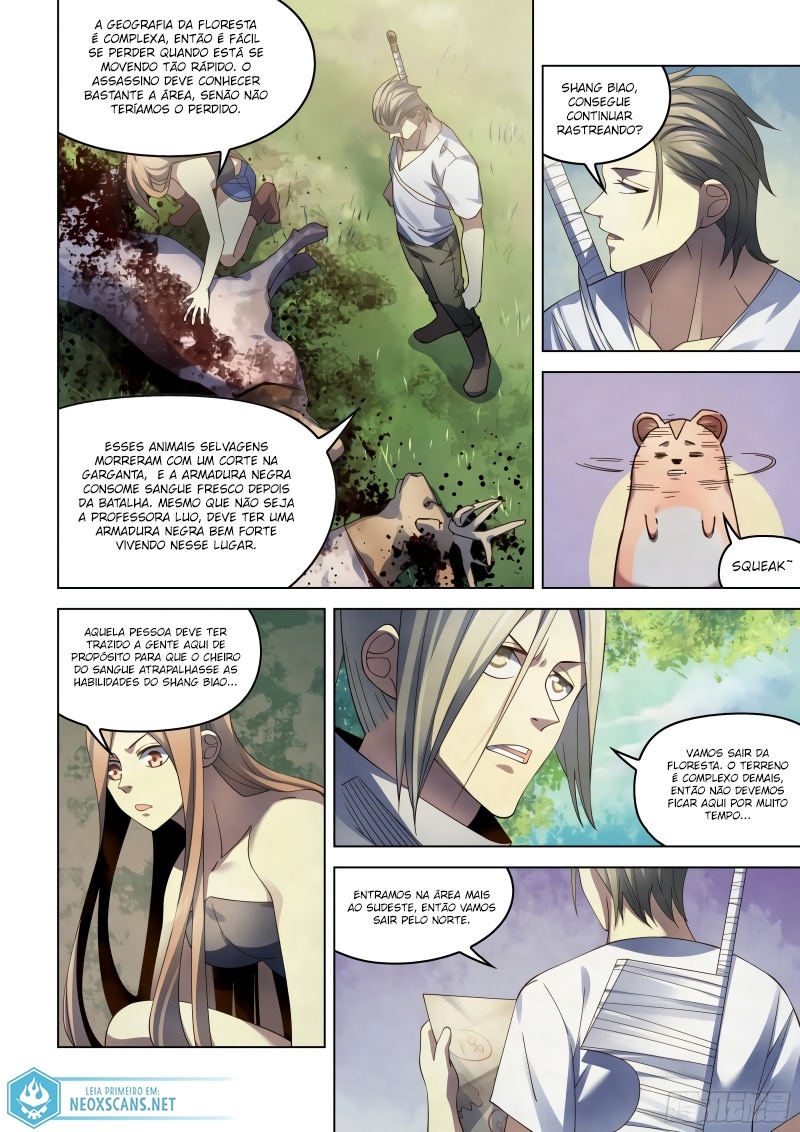 A GEOGRAFIA DA FLORESTA
É COMPLEXA, ENTÃO É FÁCIL
SE PERDER QUANDO ESTÁ SE
MOVENDO TÃO RÁPIDO. O
ASSASSINO DEVE CONHECER
BASTANTE A ÁREA, SENÃO NÃO
TERÍAMOS O PERDIDO.
SHANG BIAO,
CONSEGUE
CONTINUAR
RASTREANDO?
ESSES ANIMAIS SELVAGENS
MORRERAM COM UM CORTE NA
GARGANTA, E A ARMADURA NEGRA
CONSOME SANGUE FRESCO DEPOIS
DA BATALHA. MESMO QUE NÃO SEJA
A PROFESSORA LUO, DEVE TER UMA
ARMADURA NEGRA BEM FORTE
VIVENDO NESSE LUGAR.
SQUEAK~
AQUELA PESSOA DEVE TER
TRAZIDO A GENTE AQUI DE
PROPÓSITO PARA QUE O CHEIRO
DO SANGUE ATRAPALHASSE AS
HABILIDADES DO SHANG BIAO...
VAMOS SAIR DA
FLORESTA. O TERRENO
É COMPLEXO DEMAIS,
ENTÃO NÃO DEVEMOS
FICAR AQUI POR MUITO
TEMPO...
ENTRAMOS NA ÁREA MAIS
AO SUDESTE, ENTÃO VAMOS
SAIR PELO NORTE.
LEIA PRIMEIRO EM:
NEOXSCANS.NET